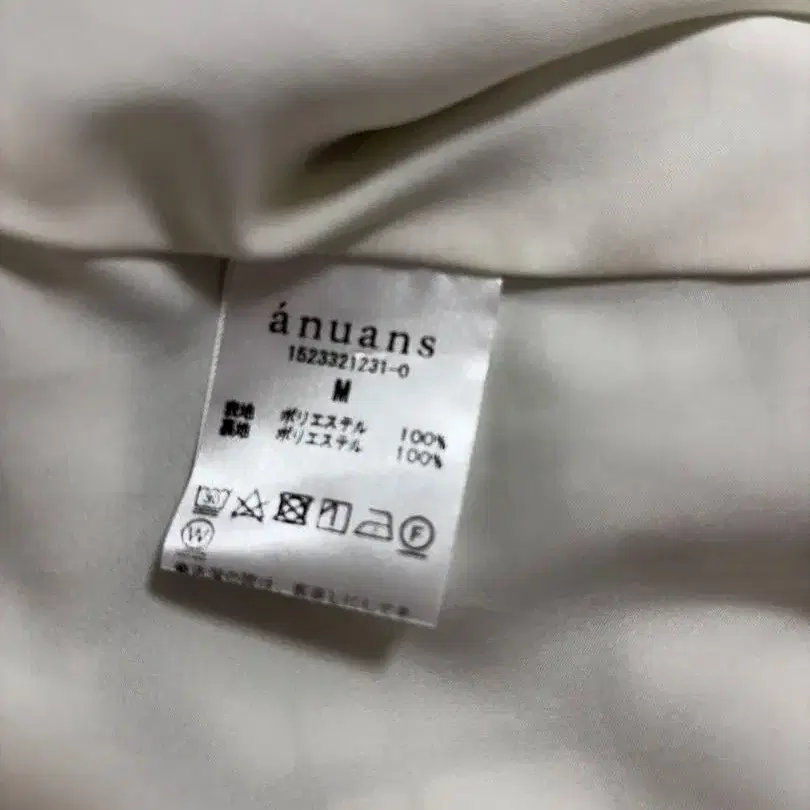 ánuans
1523321231-0
M
表地 ポリエステル 100%
裏地 ポリエステル 100%
30
F
W